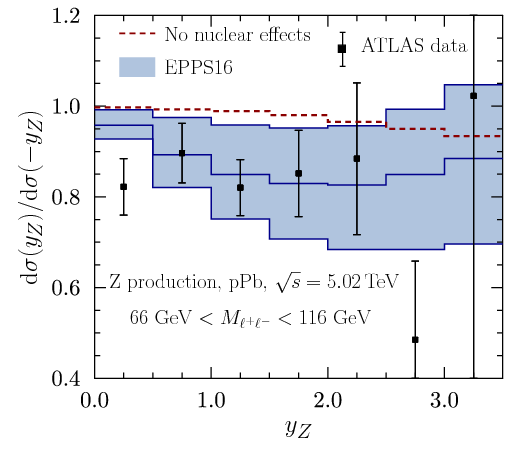 1.2
1.0
0.8
0.6
0.4
dσ(y_Z)/dσ(−y_Z)
No nuclear effects
ATLAS data
EPPS16
Z production, pPb, √s = 5.02 TeV
66 GeV < M_ℓ⁺ℓ⁻ < 116 GeV
0.0 1.0 2.0 3.0
y_Z